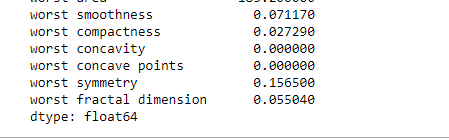 worst smoothness 0.071170
worst compactness 0.027290
worst concavity 0.000000
worst concave points 0.000000
worst symmetry 0.156500
worst fractal dimension 0.055040
dtype: float64